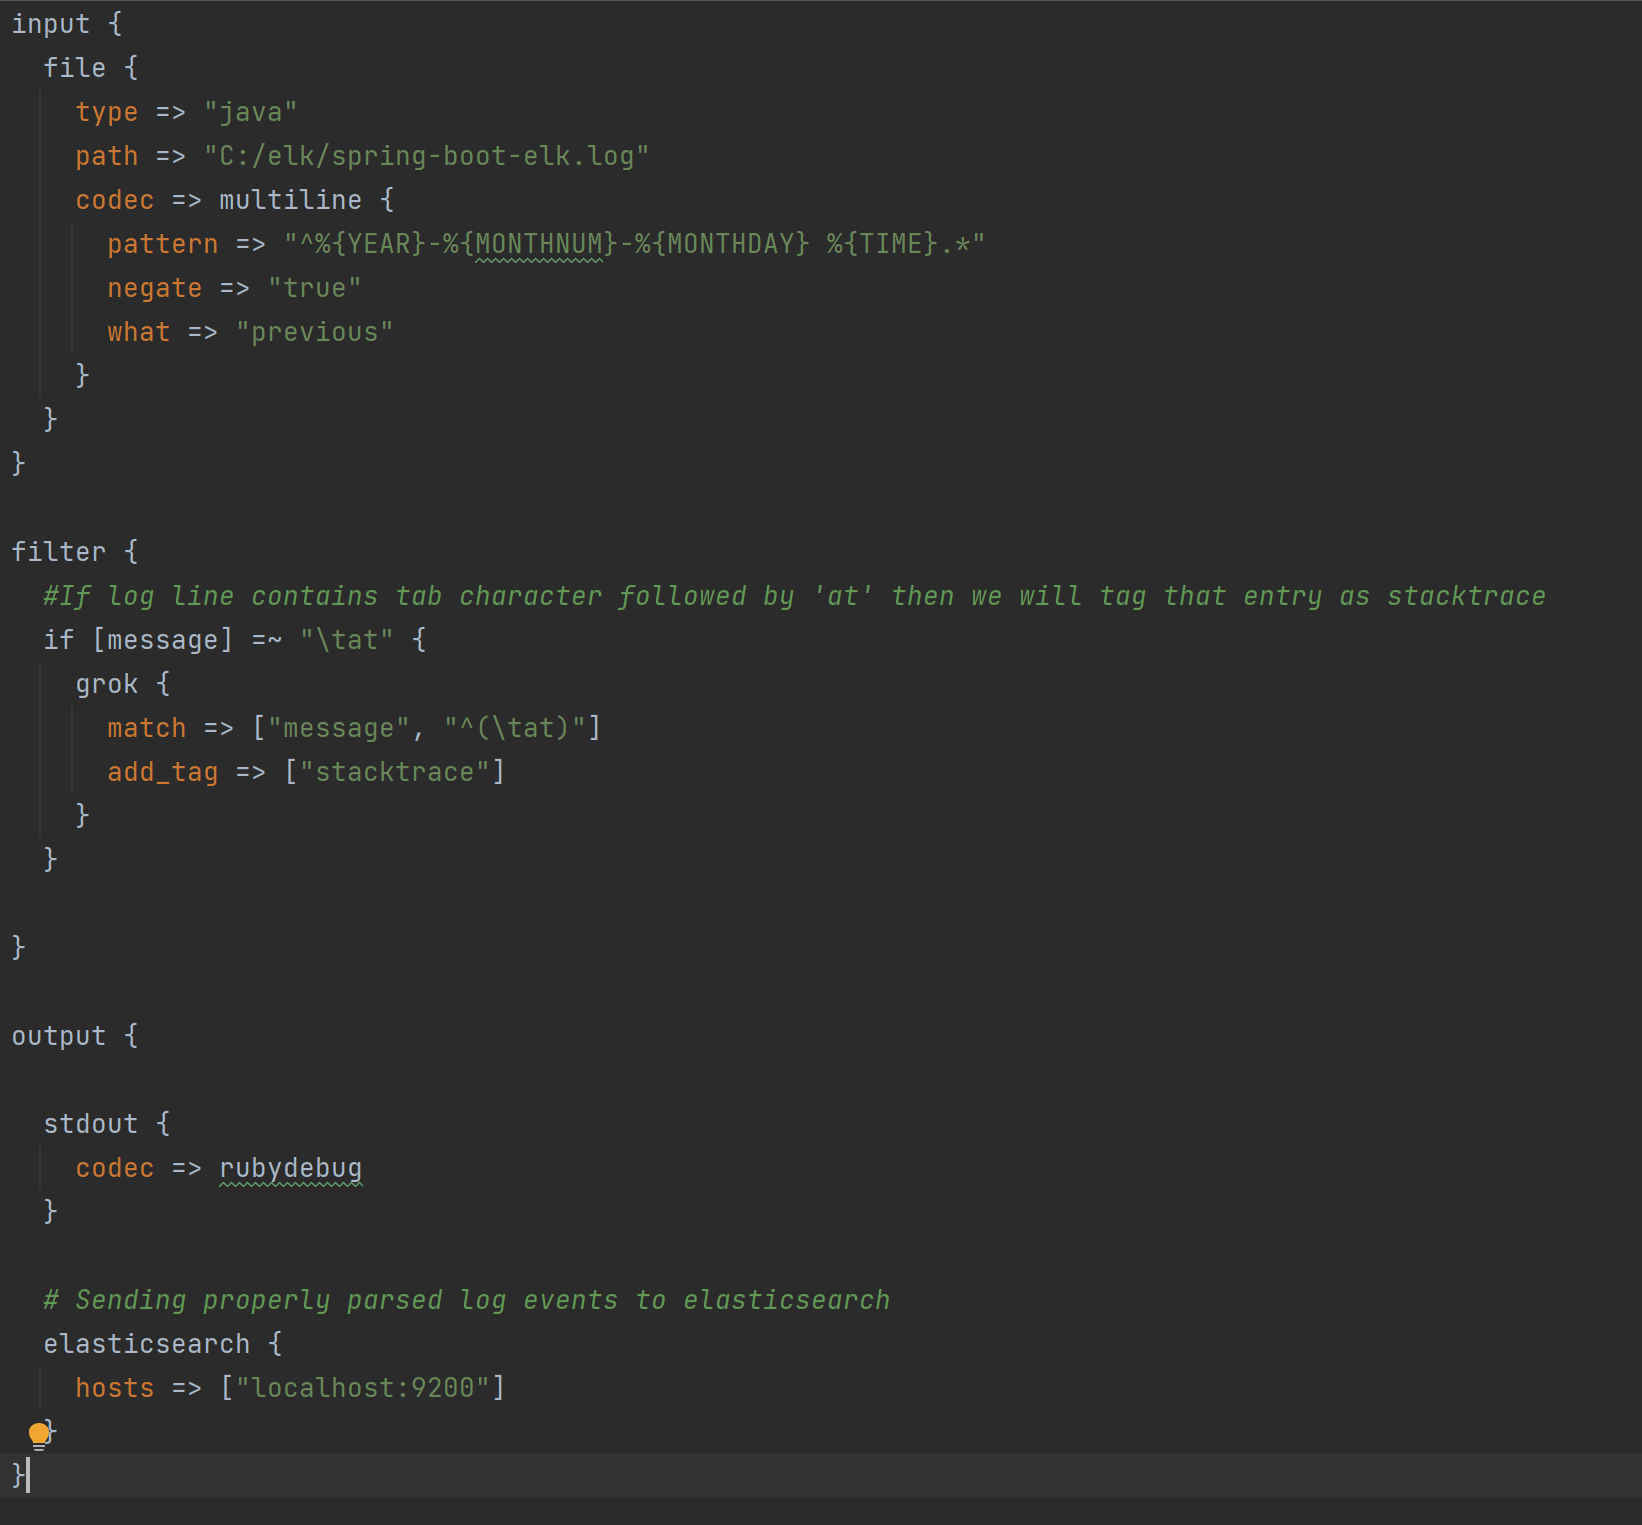 input {
  file {
    type => "java"
    path => "C:/elk/spring-boot-elk.log"
    codec => multiline {
      pattern => "^%{YEAR}-%{MONTHNUM}-%{MONTHDAY} %{TIME}.*"
      negate => "true"
      what => "previous"
    }
  }
}
filter {
  #If log line contains tab character followed by 'at' then we will tag that entry as stacktrace
  if [message] =~ "\tat" {
    grok {
      match => ["message", "^(\tat)"]
      add_tag => ["stacktrace"]
    }
  }
}
output {
  stdout {
    codec => rubydebug
  }
  # Sending properly parsed log events to elasticsearch
  elasticsearch {
    hosts => ["localhost:9200"]
  }
}